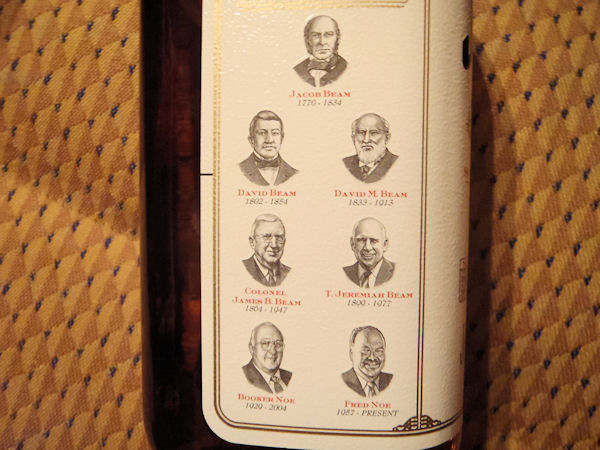 JACOB BEAM
1770 - 1834
DAVID BEAM
1802 - 1854
DAVID M. BEAM
1833 - 1913
COLONEL
JAMES B. BEAM
1864 - 1947
T. JEREMIAH BEAM
1899 - 1977
BOOKER NOE
1929 - 2004
FRED NOE
1957 - PRESENT